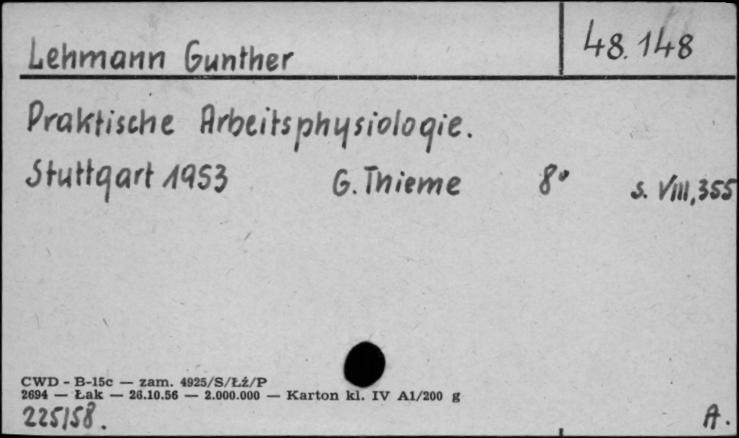 Lehmann Gunther 48.148
Praktische Arbeitsphysiologie.
Stuttgart 1953 G. Thieme 8° s. VIII, 355
CWD - B-15c — zam. 4925/S/Łź/P
2694 — Łak — 26.10.56 — 2.000.000 — Karton kl. IV A1/200 g
225158. A.